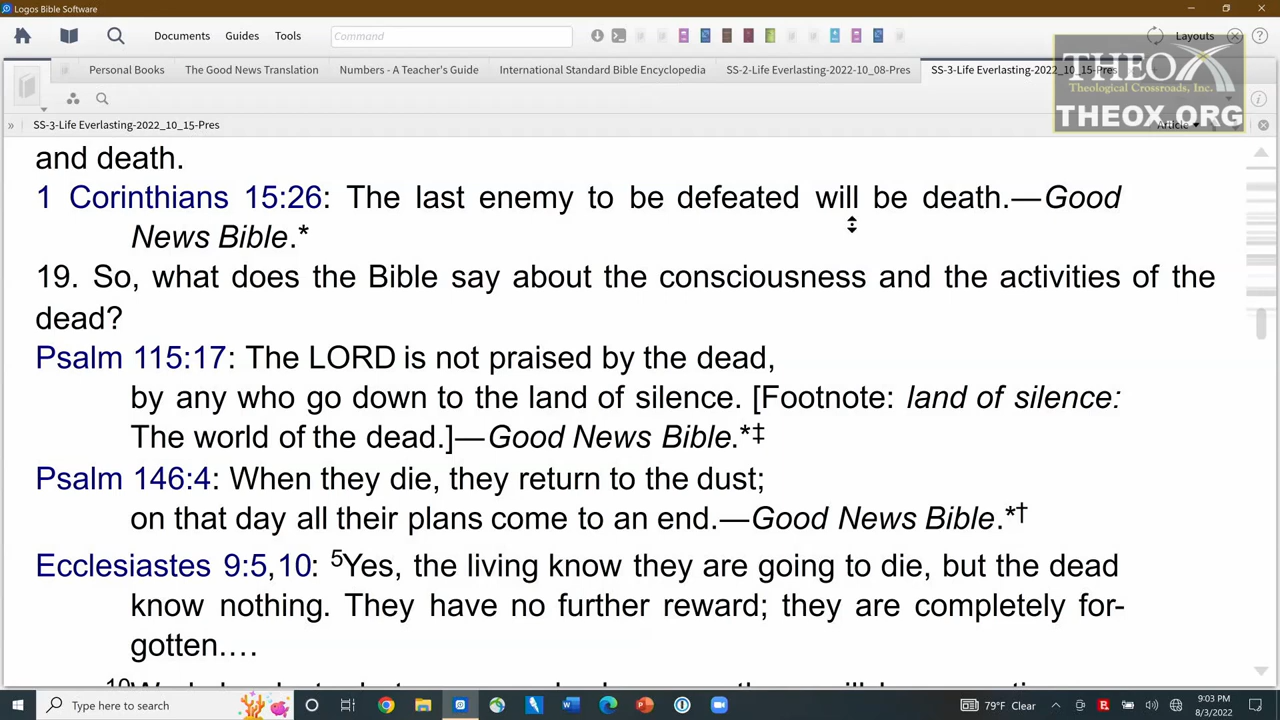 Logos Bible Software
Documents Guides Tools Command Layouts
Personal Books The Good News Translation International Standard Bible Encyclopedia SS-2-Life Everlasting-2022-10_08-Pres SS-3-Life Everlasting-2022_10_15-Pres
THEOX
Theological Crossroads, Inc.
THEOX.ORG
SS-3-Life Everlasting-2022_10_15-Pres Article
and death.
1 Corinthians 15:26: The last enemy to be defeated will be death.—Good
News Bible.*
19. So, what does the Bible say about the consciousness and the activities of the
dead?
Psalm 115:17: The LORD is not praised by the dead,
by any who go down to the land of silence. [Footnote: land of silence:
The world of the dead.]—Good News Bible.*‡
Psalm 146:4: When they die, they return to the dust;
on that day all their plans come to an end.—Good News Bible.*†
Ecclesiastes 9:5,10: 5Yes, the living know they are going to die, but the dead
know nothing. They have no further reward; they are completely for-
gotten….
Type here to search 79°F Clear 9:03 PM
8/3/2022